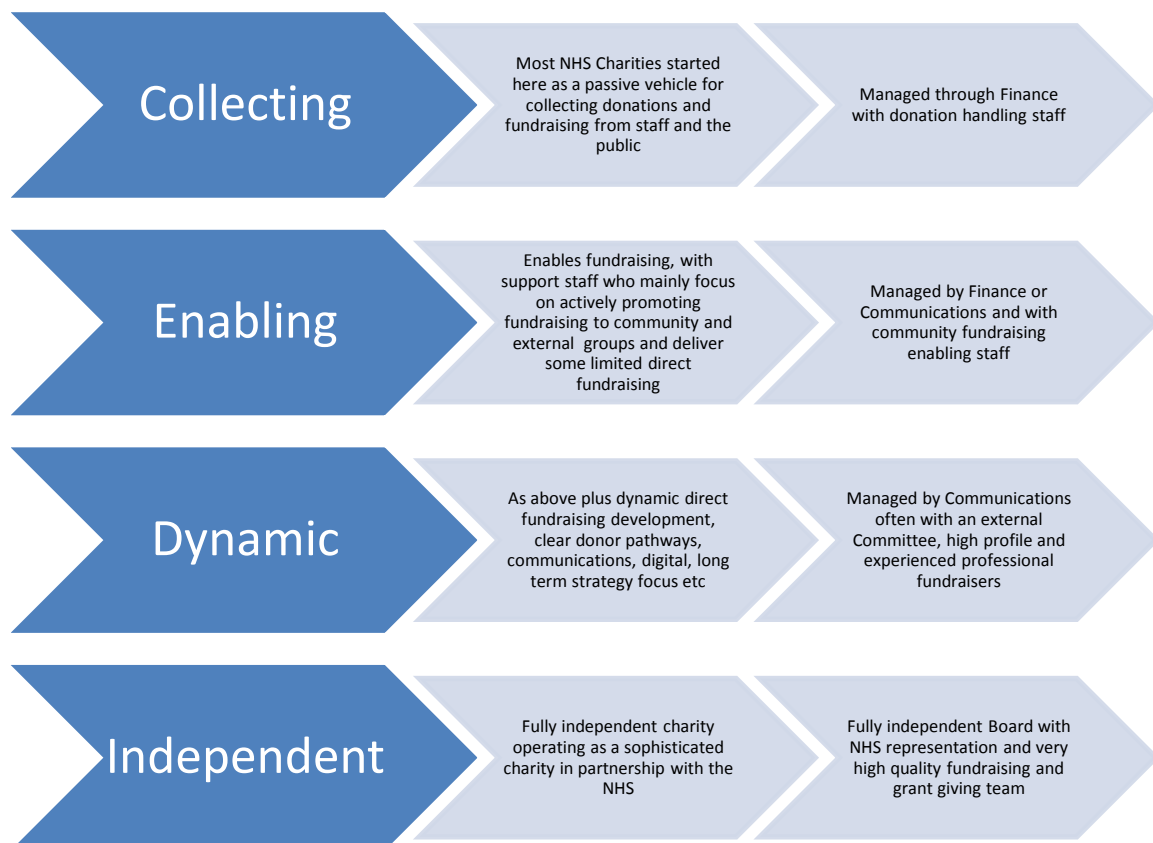 Collecting
Most NHS Charities started
here as a passive vehicle for
collecting donations and
fundraising from staff and the
public
Managed through Finance
with donation handling staff
Enabling
Enables fundraising, with
support staff who mainly focus
on actively promoting
fundraising to community and
external groups and deliver
some limited direct
fundraising
Managed by Finance or
Communications and with
community fundraising
enabling staff
Dynamic
As above plus dynamic direct
fundraising development,
clear donor pathways,
communications, digital, long
term strategy focus etc
Managed by Communications
often with an external
Committee, high profile and
experienced professional
fundraisers
Independent
Fully independent charity
operating as a sophisticated
charity in partnership with the
NHS
Fully independent Board with
NHS representation and very
high quality fundraising and
grant giving team